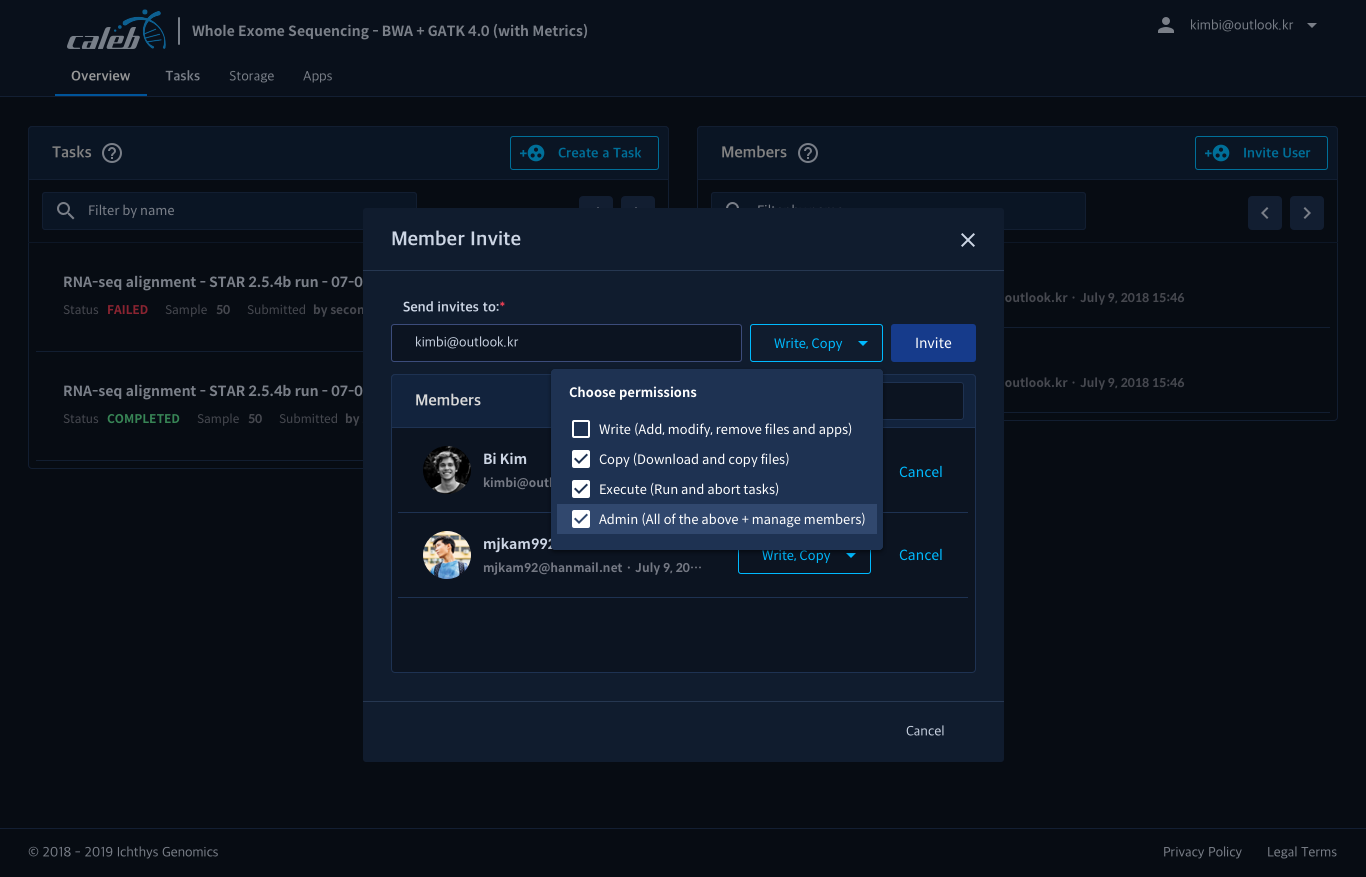 caleb
Whole Exome Sequencing - BWA + GATK 4.0 (with Metrics)
kimbi@outlook.kr
Overview Tasks Storage Apps
Tasks ?
+ Create a Task
Members ?
+ Invite User
Filter by name
Member Invite
RNA-seq alignment - STAR 2.5.4b run - 07-0
Status FAILED Sample 50 Submitted by secon
outlook.kr · July 9, 2018 15:46
Send invites to:*
kimbi@outlook.kr
Write, Copy
Invite
RNA-seq alignment - STAR 2.5.4b run - 07-0
Status COMPLETED Sample 50 Submitted by
outlook.kr · July 9, 2018 15:46
Members
Choose permissions
Write (Add, modify, remove files and apps)
Copy (Download and copy files)
Execute (Run and abort tasks)
Admin (All of the above + manage members)
Bi Kim
kimbi@outl
Cancel
mjkam992
mjkam92@hanmail.net · July 9, 20···
Write, Copy
Cancel
Cancel
© 2018 - 2019 Ichthys Genomics
Privacy Policy Legal Terms